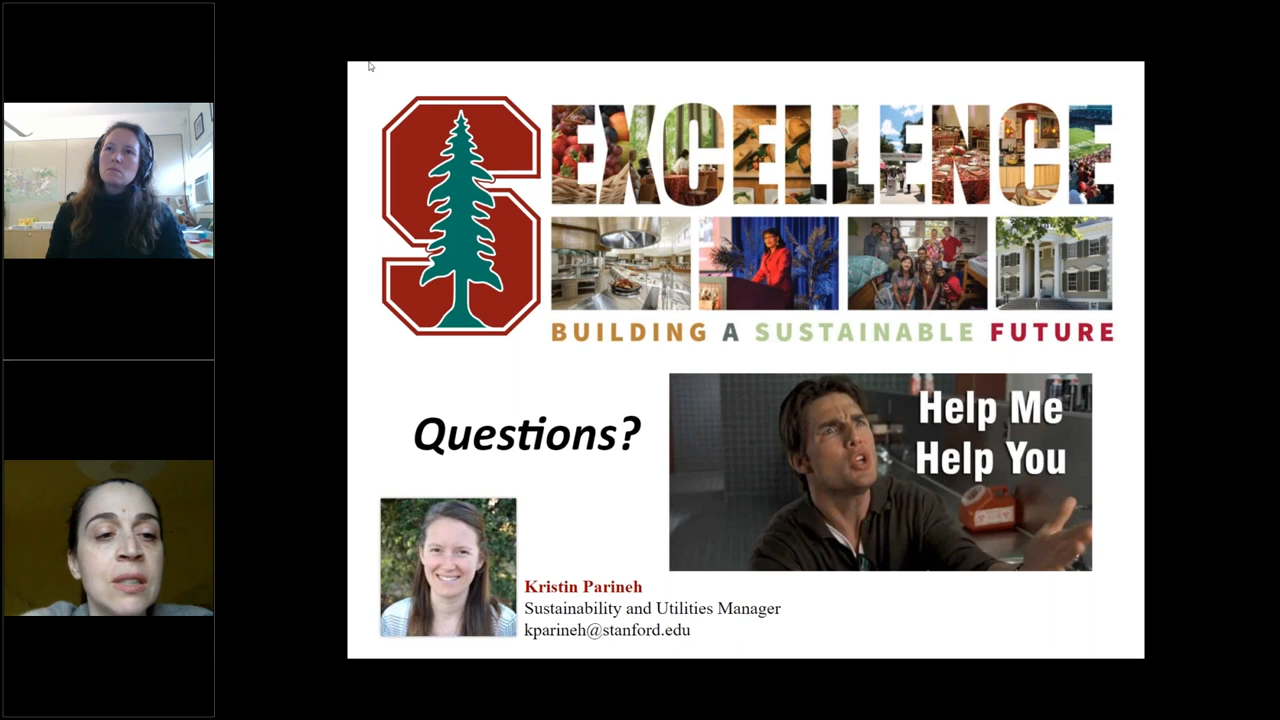 EXCELLENCE
BUILDING A SUSTAINABLE FUTURE
Questions?
Help Me
Help You
Kristin Parineh
Sustainability and Utilities Manager
kparineh@stanford.edu